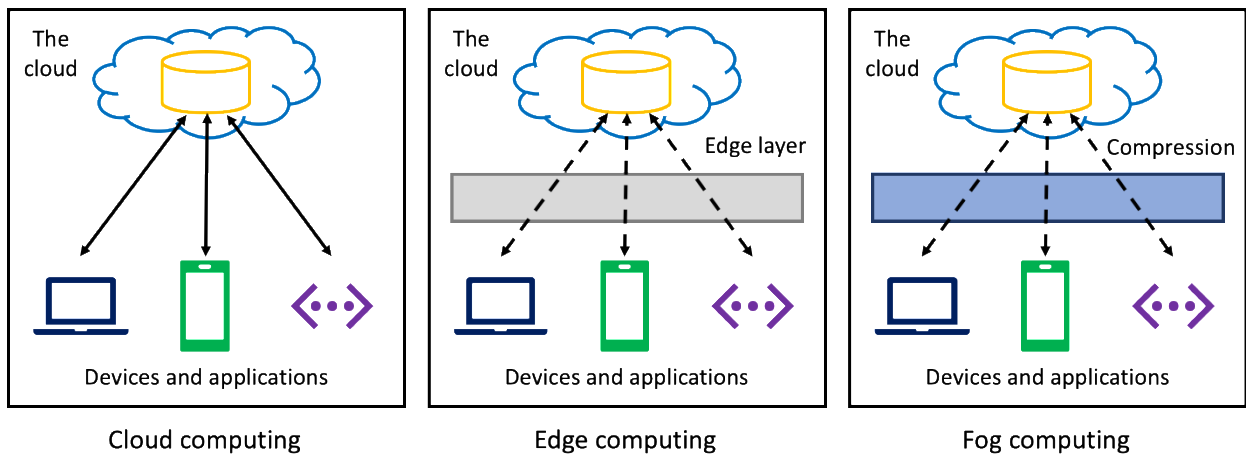 The
cloud
Devices and applications
Cloud computing
The
cloud
Edge layer
Devices and applications
Edge computing
The
cloud
Compression
Devices and applications
Fog computing